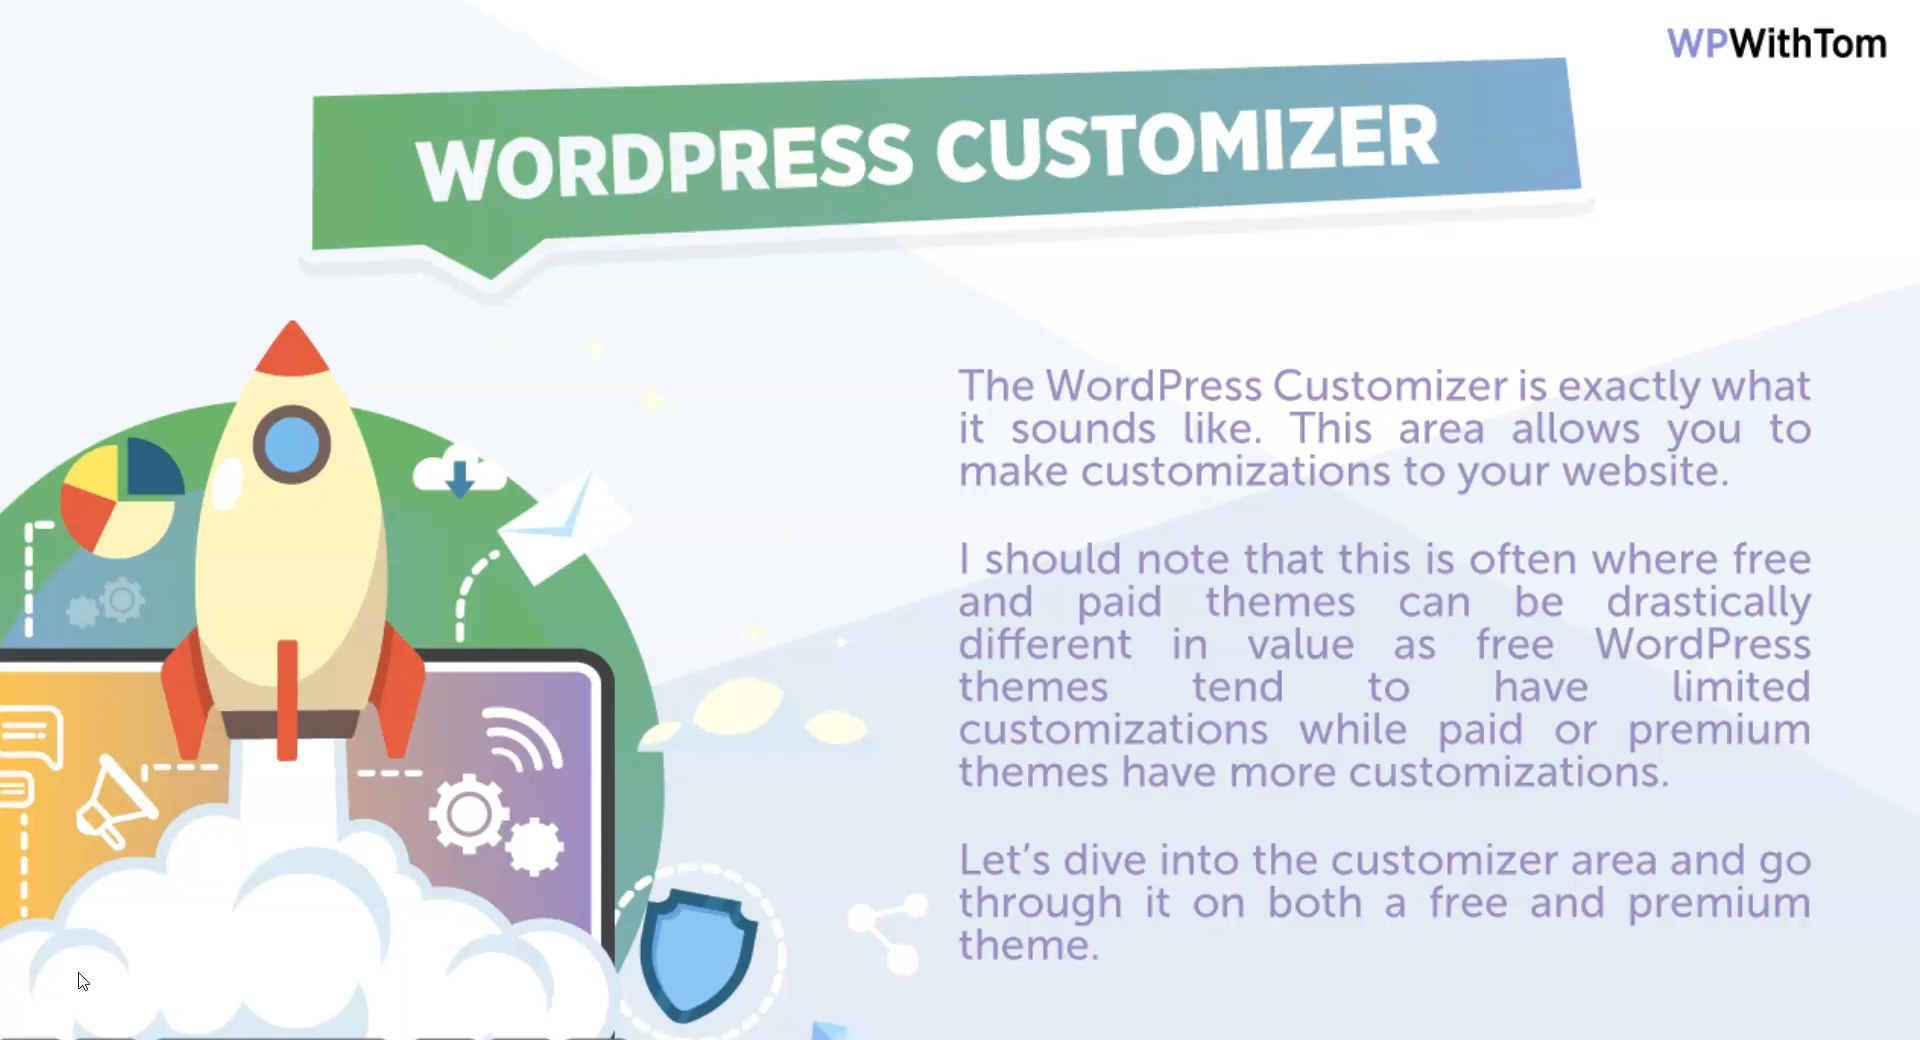 WPWithTom
WORDPRESS CUSTOMIZER
The WordPress Customizer is exactly what
it sounds like. This area allows you to
make customizations to your website.
I should note that this is often where free
and paid themes can be drastically
different in value as free WordPress
themes tend to have limited
customizations while paid or premium
themes have more customizations.
Let’s dive into the customizer area and go
through it on both a free and premium
theme.